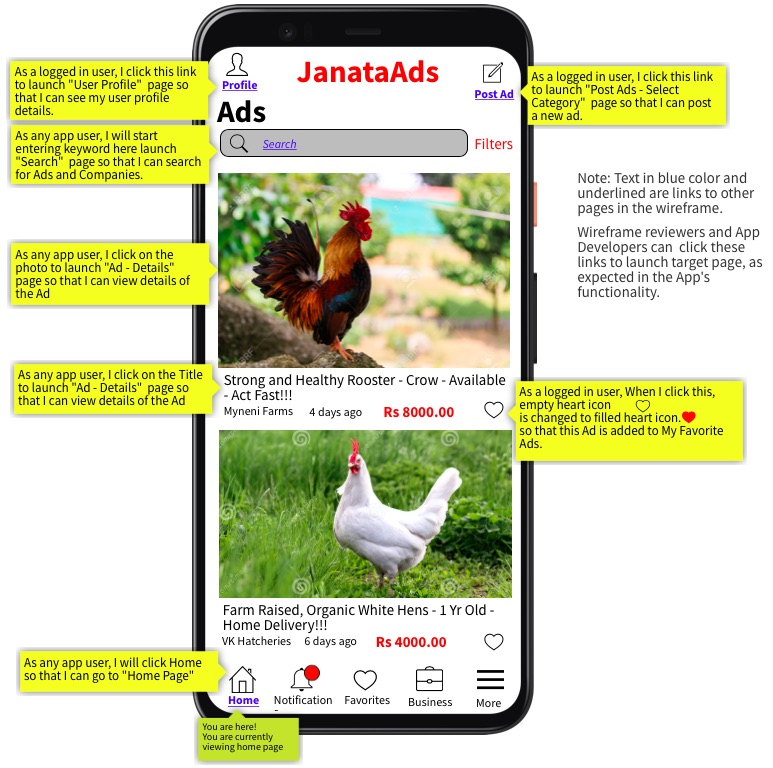 As a logged in user, I click this link
to launch "User Profile" page so
that I can see my user profile
details.
Profile
JanataAds
Post Ad
As a logged in user, I click this link
to launch "Post Ads - Select
Category" page so that I can post
a new ad.
Ads
As any app user, I will start
entering keyword here launch
"Search" page so that I can search
for Ads and Companies.
Search
Filters
Note: Text in blue color and
underlined are links to other
pages in the wireframe.
Wireframe reviewers and App
Developers can click these
links to launch target page, as
expected in the App's
functionality.
As any app user, I click on the
photo to launch "Ad - Details"
page so that I can view details of
the Ad
As any app user, I click on the Title
to launch "Ad - Details" page so
that I can view details of the Ad
Strong and Healthy Rooster - Crow - Available
- Act Fast!!!
Myneni Farms 4 days ago Rs 8000.00
As a logged in user, When I click this,
empty heart icon
is changed to filled heart icon.
so that this Ad is added to My Favorite
Ads.
Farm Raised, Organic White Hens - 1 Yr Old -
Home Delivery!!!
VK Hatcheries 6 days ago Rs 4000.00
As any app user, I will click Home
so that I can go to "Home Page"
Home
Notification
Favorites
Business
More
You are here!
You are currently
viewing home page